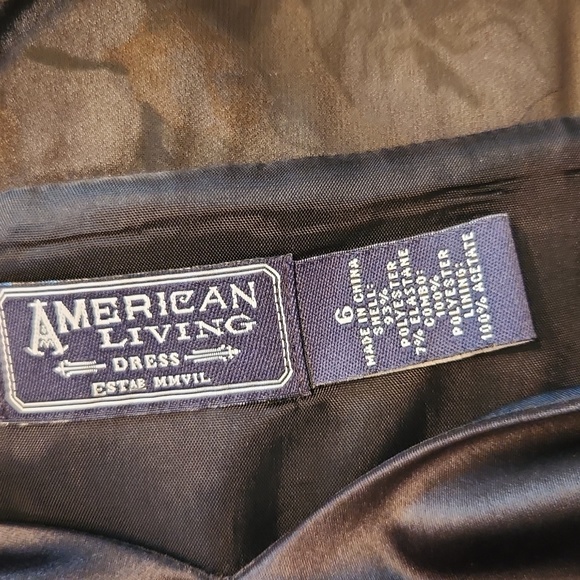 AMERICAN
LIVING
DRESS
ESTAB MMVII.
6
MADE IN CHINA
SHELL:
93%
POLYESTER
7% ELASTANE
COMBO
100%
POLYESTER
LINING:
100% ACETATE